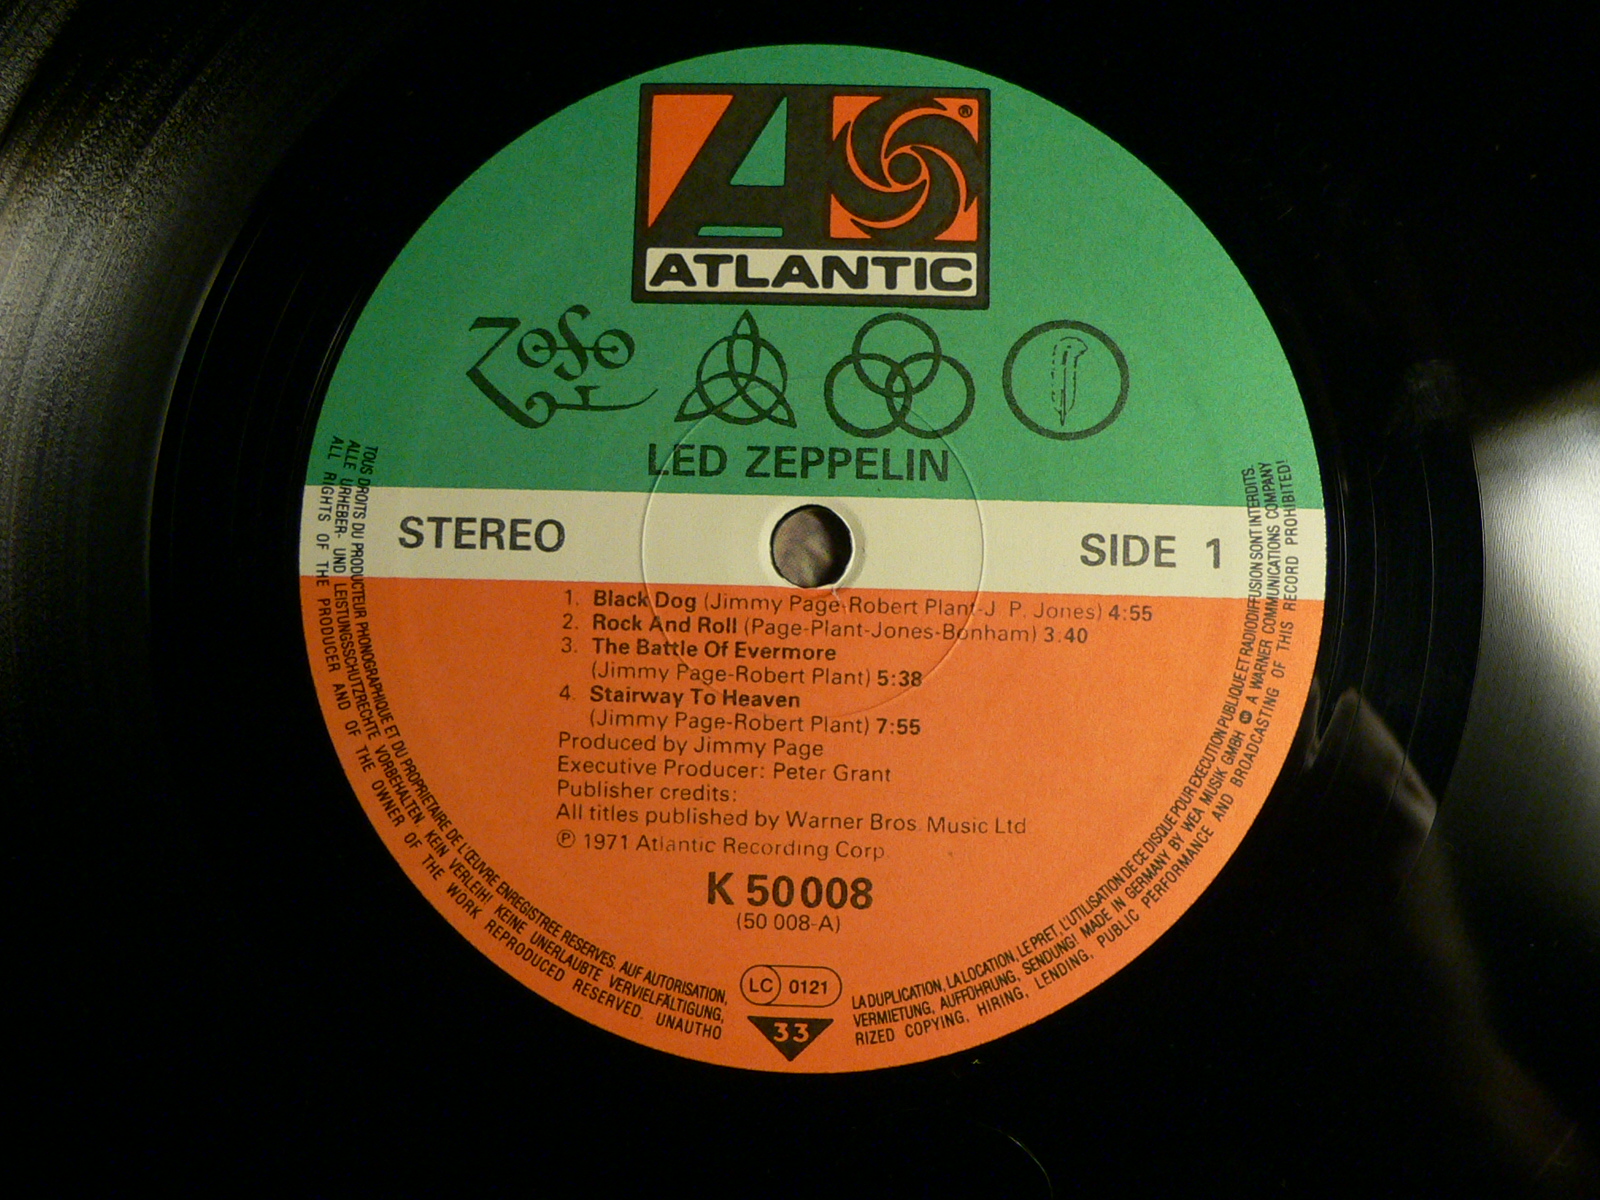 ®
ATLANTIC
ZoSo
LED ZEPPELIN
STEREO
SIDE 1
1. Black Dog (Jimmy Page-Robert Plant-J P. Jones) 4:55
2. Rock And Roll (Page-Plant-Jones-Bonham) 3:40
3. The Battle Of Evermore
(Jimmy Page-Robert Plant) 5:38
4. Stairway To Heaven
(Jimmy Page-Robert Plant) 7:55
Produced by Jimmy Page
Executive Producer: Peter Grant
Publisher credits:
All titles published by Warner Bros. Music Ltd
℗ 1971 Atlantic Recording Corp.
K 50 008
(50 008-A)
LC 0121
33
TOUS DROITS DU PRODUCTEUR PHONOGRAPHIQUE ET DU PROPRIETAIRE DE L'ŒUVRE ENREGISTREE RESERVES. AUF AUTORISATION, LA DUPLICATION, LA LOCATION, LE PRET, L'UTILISATION DE CE DISQUE POUR EXECUTION PUBLIQUE ET RADIODIFFUSION SONT INTERDITS.
ALLE URHEBER- UND LEISTUNGSSCHUTZRECHTE VORBEHALTEN. KEIN VERLEIH! KEINE UNERLAUBTE VERVIELFÄLTIGUNG, VERMIETUNG, AUFFÜHRUNG, SENDUNG! MADE IN GERMANY BY WEA MUSIK GMBH A WARNER COMMUNICATIONS COMPANY
ALL RIGHTS OF THE PRODUCER AND OF THE OWNER OF THE WORK REPRODUCED RESERVED. UNAUTHORIZED COPYING, HIRING, LENDING, PUBLIC PERFORMANCE AND BROADCASTING OF THIS RECORD PROHIBITED!